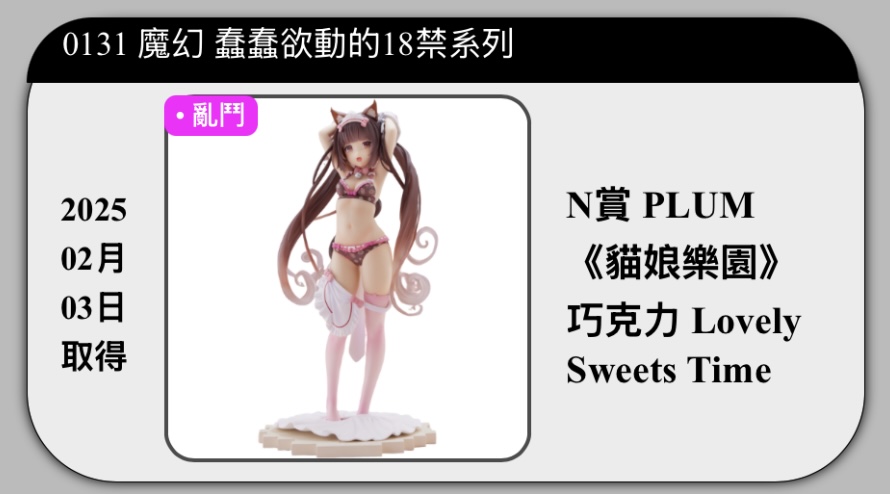 0131 魔幻 蠢蠢欲動的18禁系列
• 亂鬥
2025
02月
03日
取得
N賞 PLUM
《貓娘樂園》
巧克力 Lovely
Sweets Time